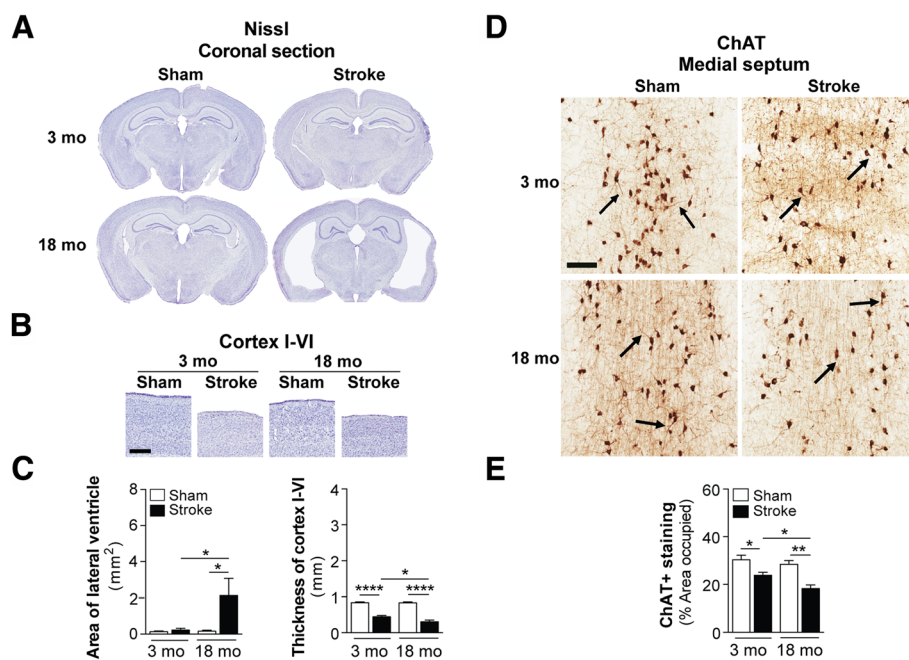 A
Nissl
Coronal section
Sham Stroke
3 mo
18 mo
B
Cortex I-VI
3 mo 18 mo
Sham Stroke Sham Stroke
C
Area of lateral ventricle
(mm2)
8
6
4
2
0
Sham
Stroke
*
*
3 mo 18 mo
Thickness of cortex I-VI
(mm)
4
3
2
1
0
*
**** ****
3 mo 18 mo
D
ChAT
Medial septum
Sham Stroke
3 mo
18 mo
E
ChAT+ staining
(% Area occupied)
60
40
20
0
Sham
Stroke
*
* **
3 mo 18 mo